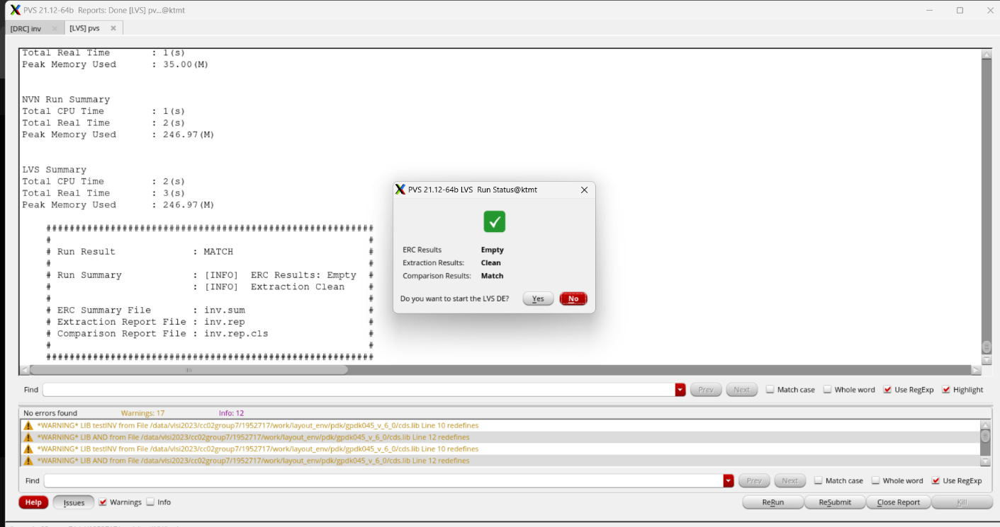 PVS 21.12-64b Reports: Done [LVS] pv...@ktmt
[DRC] inv
[LVS] pvs
Total Real Time : 1(s)
Peak Memory Used : 35.00(M)
NVN Run Summary
Total CPU Time : 1(s)
Total Real Time : 2(s)
Peak Memory Used : 246.97(M)
LVS Summary
Total CPU Time : 2(s)
Total Real Time : 3(s)
Peak Memory Used : 246.97(M)
########################################################
# #
# Run Result : MATCH #
# #
# Run Summary : [INFO] ERC Results: Empty #
# : [INFO] Extraction Clean #
# #
# ERC Summary File : inv.sum #
# Extraction Report File : inv.rep #
# Comparison Report File : inv.rep.cls #
# #
########################################################
PVS 21.12-64b LVS Run Status@ktmt
ERC Results Empty
Extraction Results: Clean
Comparison Results: Match
Do you want to start the LVS DE? Yes No
Find Prev Next Match case Whole word Use RegExp Highlight
No errors found Warnings: 17 Info: 12
*WARNING* LIB testINV from File /data/vlsi2023/cc02group7/1952717/work/layout_env/pdk/gpdk045_v_6_0/cds.lib Line 10 redefines
*WARNING* LIB AND from File /data/vlsi2023/cc02group7/1952717/work/layout_env/pdk/gpdk045_v_6_0/cds.lib Line 12 redefines
*WARNING* LIB testINV from File /data/vlsi2023/cc02group7/1952717/work/layout_env/pdk/gpdk045_v_6_0/cds.lib Line 10 redefines
*WARNING* LIB AND from File /data/vlsi2023/cc02group7/1952717/work/layout_env/pdk/gpdk045_v_6_0/cds.lib Line 12 redefines
Find Prev Next Match case Whole word Use RegExp
Help Issues Warnings Info ReRun ReSubmit Close Report Kill